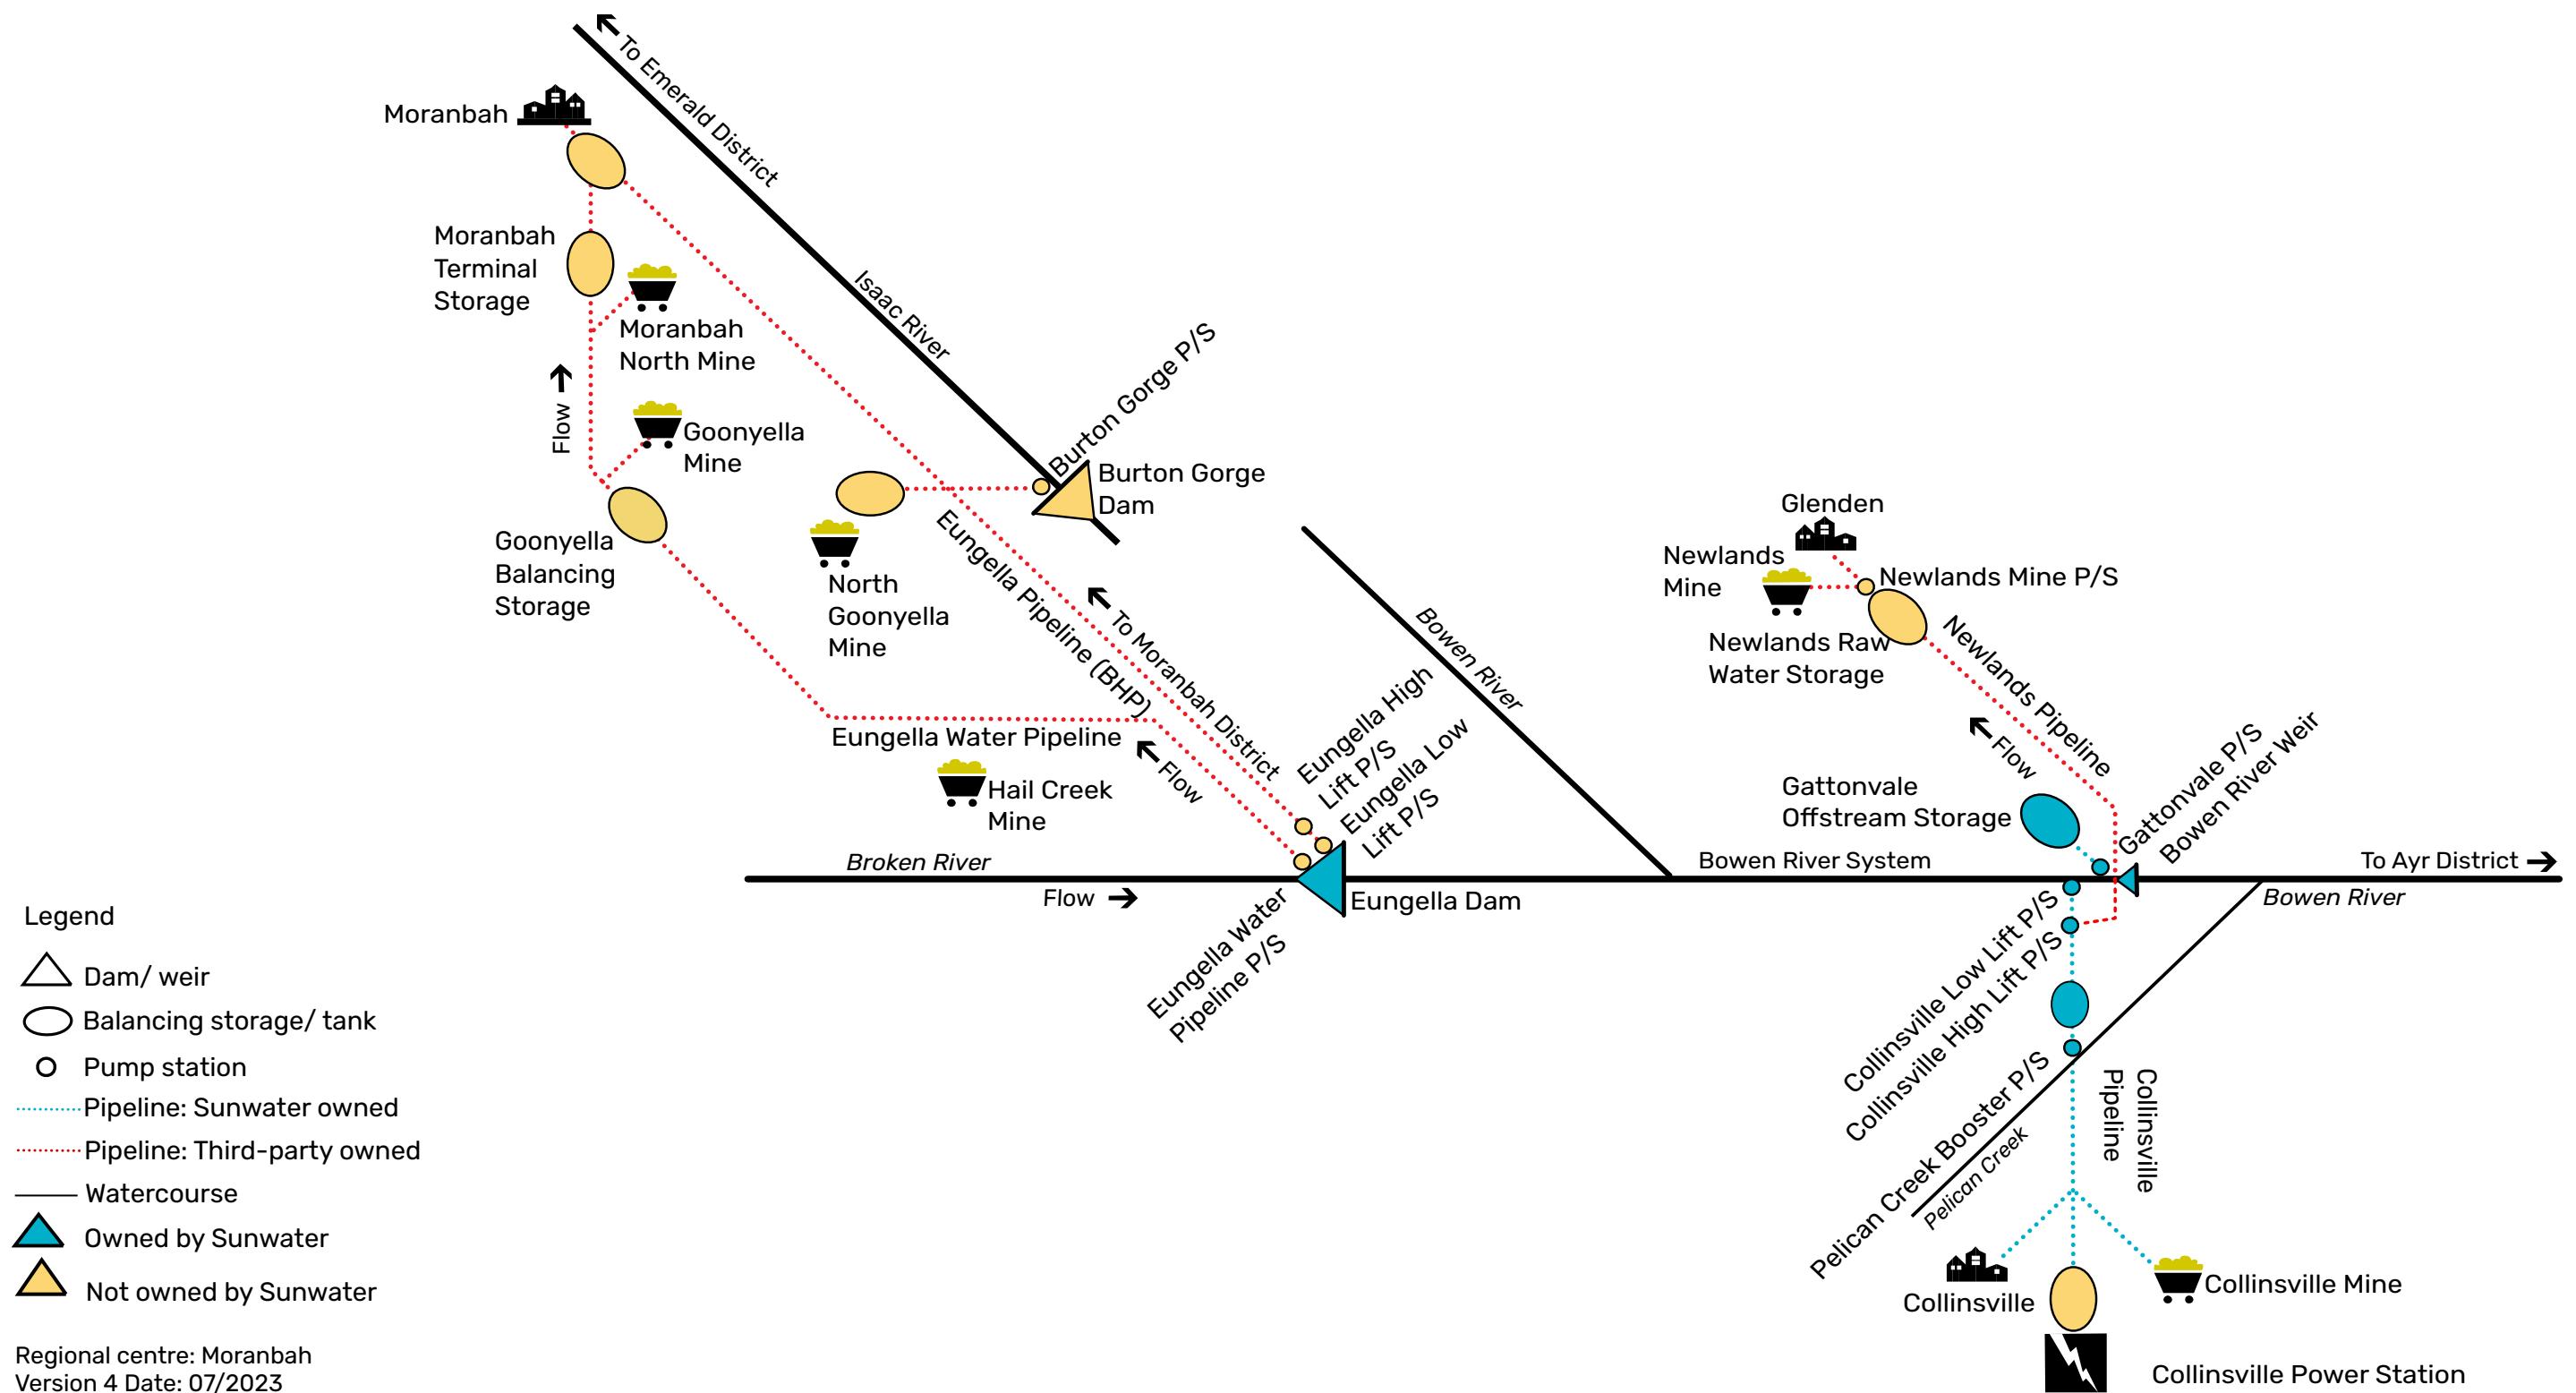 To Emerald District
Moranbah
Moranbah
Terminal
Storage
Moranbah
North Mine
Isaac River
Flow
Goonyella
Mine
Burton Gorge P/S
Burton Gorge
Dam
Goonyella
Balancing
Storage
North
Goonyella
Mine
Eungella Pipeline (BHP)
To Moranbah District
Bowen River
Glenden
Newlands
Mine
Newlands Mine P/S
Newlands Raw
Water Storage
Newlands Pipeline
Flow
Eungella Water Pipeline
Flow
Hail Creek
Mine
Eungella High
Lift P/S
Eungella Low
Lift P/S
Gattonvale
Offstream Storage
Gattonvale P/S
Bowen River Weir
Broken River
Flow
Eungella Dam
Bowen River System
To Ayr District
Bowen River
Eungella Water
Pipeline P/S
Collinsville Low Lift P/S
Collinsville High Lift P/S
Pelican Creek Booster P/S
Pelican Creek
Collinsville
Pipeline
Collinsville
Collinsville Mine
Collinsville Power Station
Legend
Dam/ weir
Balancing storage/ tank
Pump station
Pipeline: Sunwater owned
Pipeline: Third-party owned
Watercourse
Owned by Sunwater
Not owned by Sunwater
Regional centre: Moranbah
Version 4 Date: 07/2023